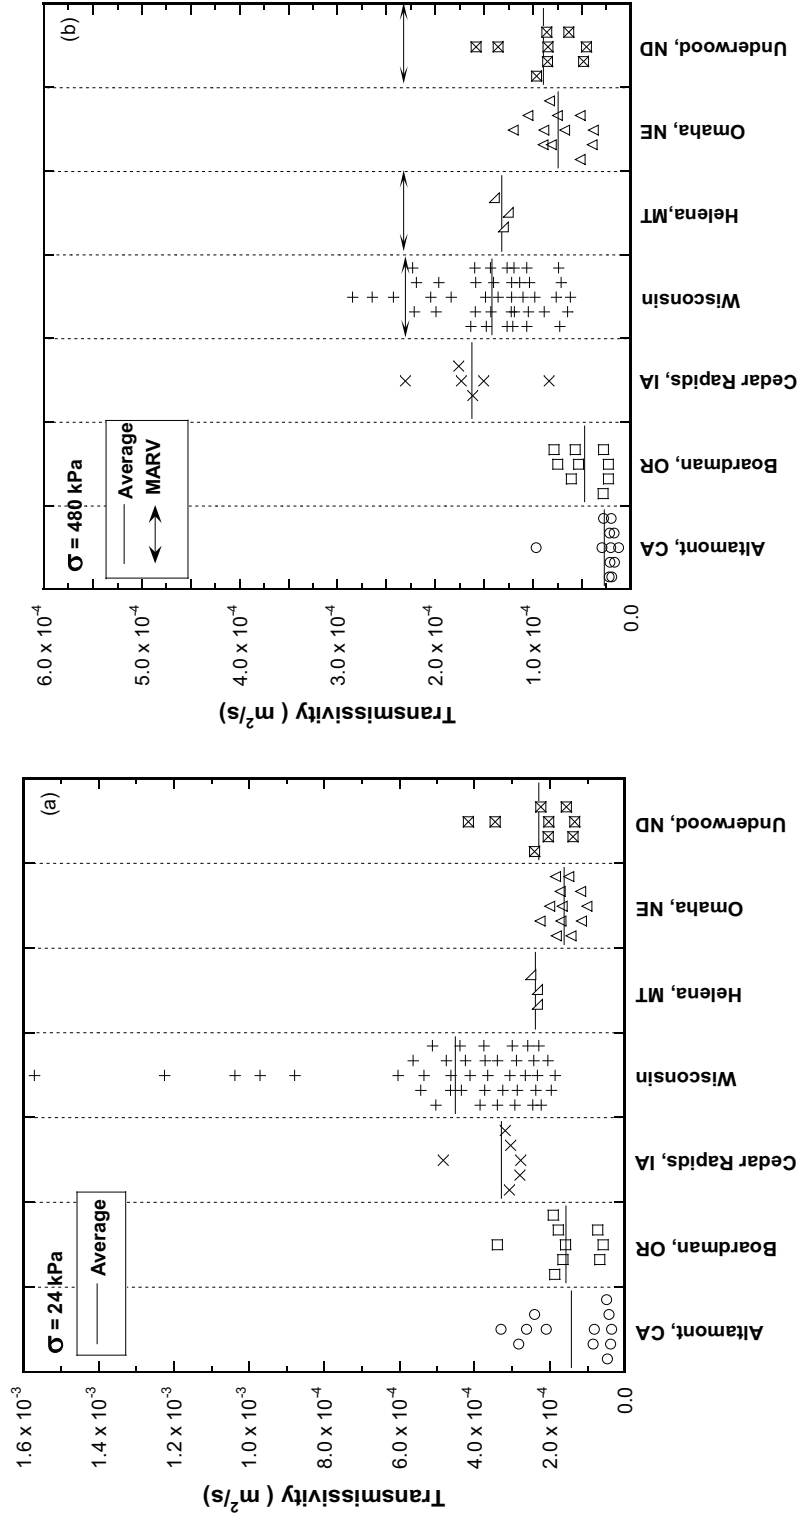 (a)
σ = 24 kPa
Average
Transmissivity ( m²/s)
1.6 x 10⁻³
1.4 x 10⁻³
1.2 x 10⁻³
1.0 x 10⁻³
8.0 x 10⁻⁴
6.0 x 10⁻⁴
4.0 x 10⁻⁴
2.0 x 10⁻⁴
0.0
Altamont, CA
Boardman, OR
Cedar Rapids, IA
Wisconsin
Helena, MT
Omaha, NE
Underwood, ND
(b)
σ = 480 kPa
Average
MARV
Transmissivity ( m²/s)
6.0 x 10⁻⁴
5.0 x 10⁻⁴
4.0 x 10⁻⁴
3.0 x 10⁻⁴
2.0 x 10⁻⁴
1.0 x 10⁻⁴
0.0
Altamont, CA
Boardman, OR
Cedar Rapids, IA
Wisconsin
Helena,MT
Omaha, NE
Underwood, ND